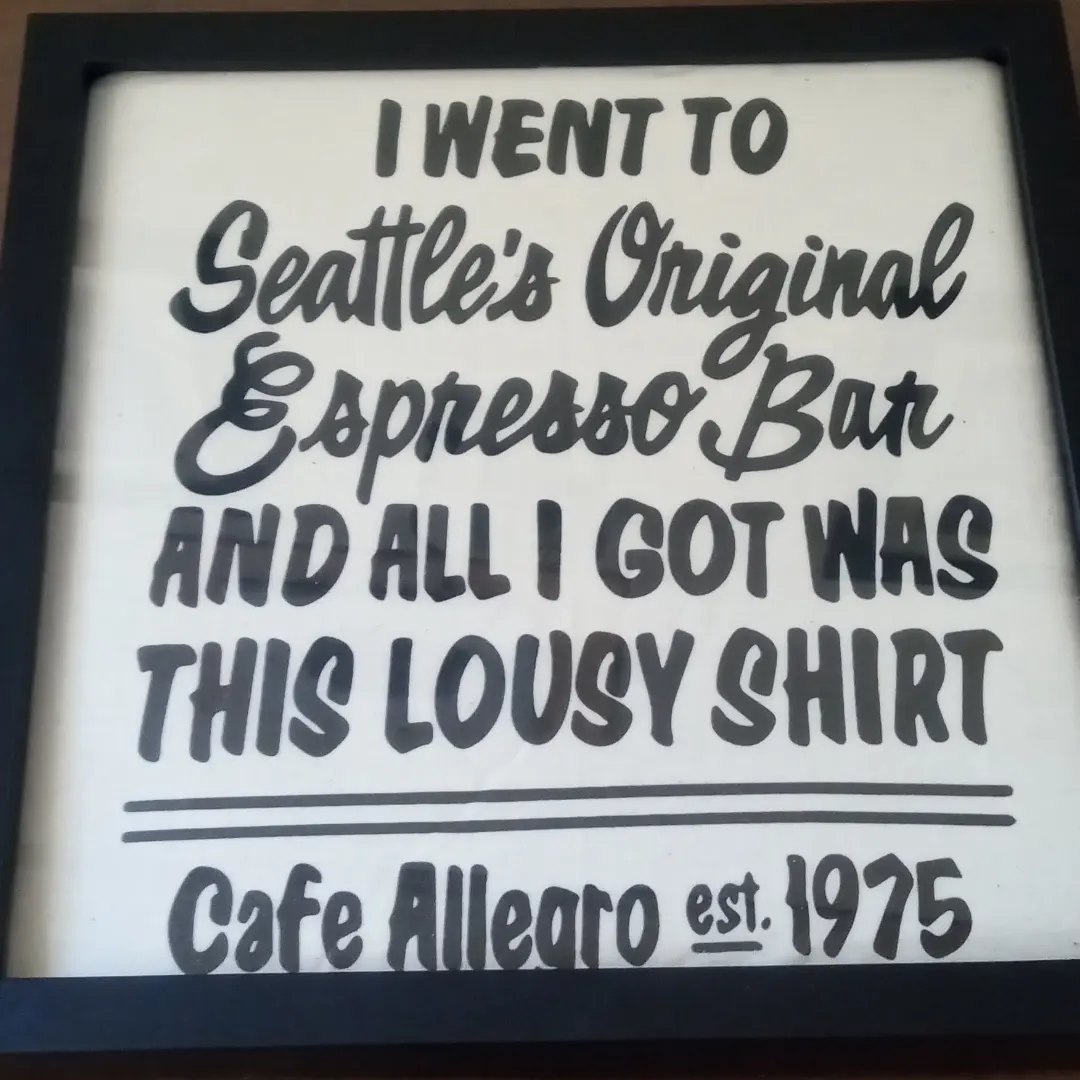 I WENT TO
Seattle's Original
Espresso Bar
AND ALL I GOT WAS
THIS LOUSY SHIRT
Cafe Allegro est. 1975